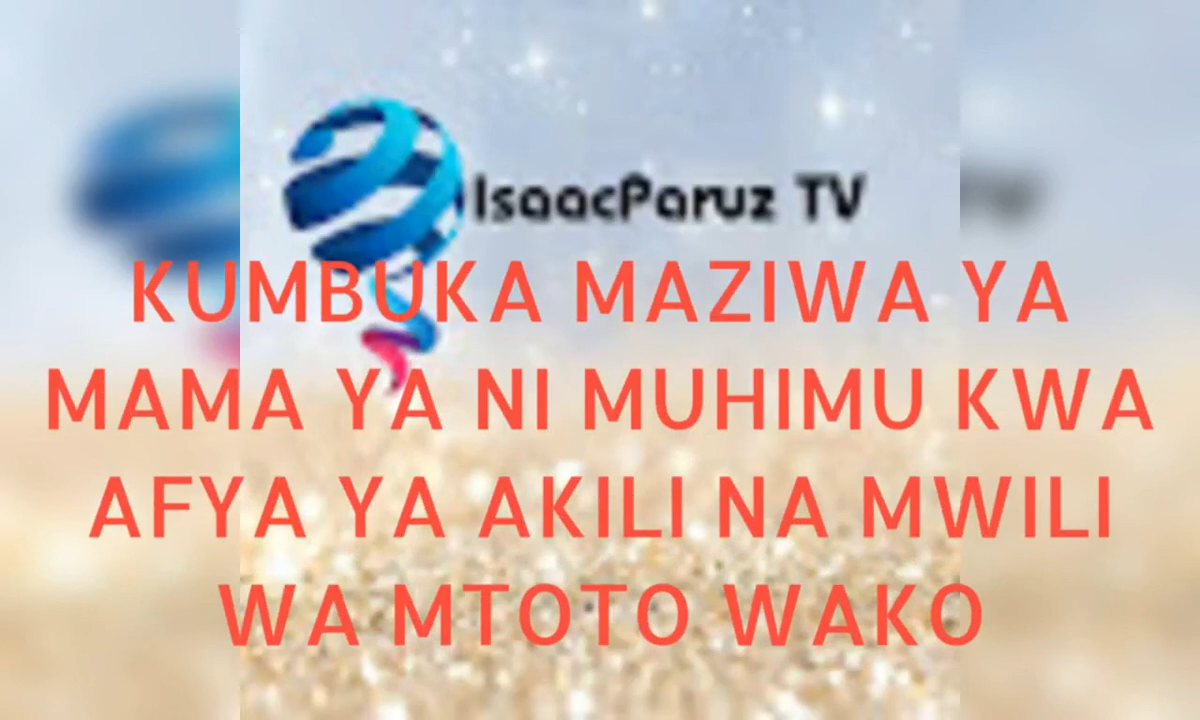 IsaacParuz TV
KUMBUKA MAZIWA YA
MAMA YA NI MUHIMU KWA
AFYA YA AKILI NA MWILI
WA MTOTO WAKO